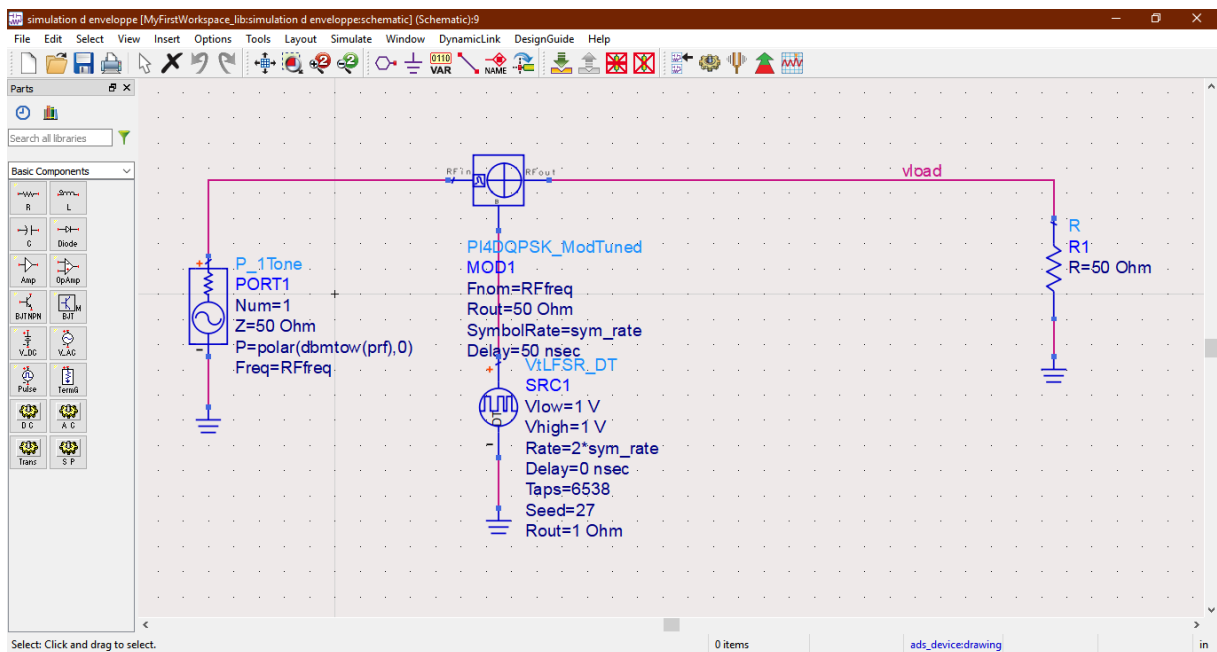 simulation d enveloppe [MyFirstWorkspace_lib:simulation d enveloppe:schematic] (Schematic):9
File Edit Select View Insert Options Tools Layout Simulate Window DynamicLink DesignGuide Help
+2 -2 0110 VAR NAME
Parts
Search all libraries
Basic Components
R L
C Diode
Amp OpAmp
BJTNPN BJT
V_DC V_AC
Pulse TermG
DC AC
Trans SP
RFin
RFout
vload
P_1Tone
PORT1
Num=1
Z=50 Ohm
P=polar(dbmtow(prf),0)
Freq=RFfreq
PI4DQPSK_ModTuned
MOD1
Fnom=RFfreq
Rout=50 Ohm
SymbolRate=sym_rate
Delay=50 nsec
VtLFSR_DT
SRC1
Vlow=1 V
Vhigh=1 V
Rate=2*sym_rate
Delay=0 nsec
Taps=6538
Seed=27
Rout=1 Ohm
DT
R
R1
R=50 Ohm
Select: Click and drag to select.
0 items
ads_device:drawing
in